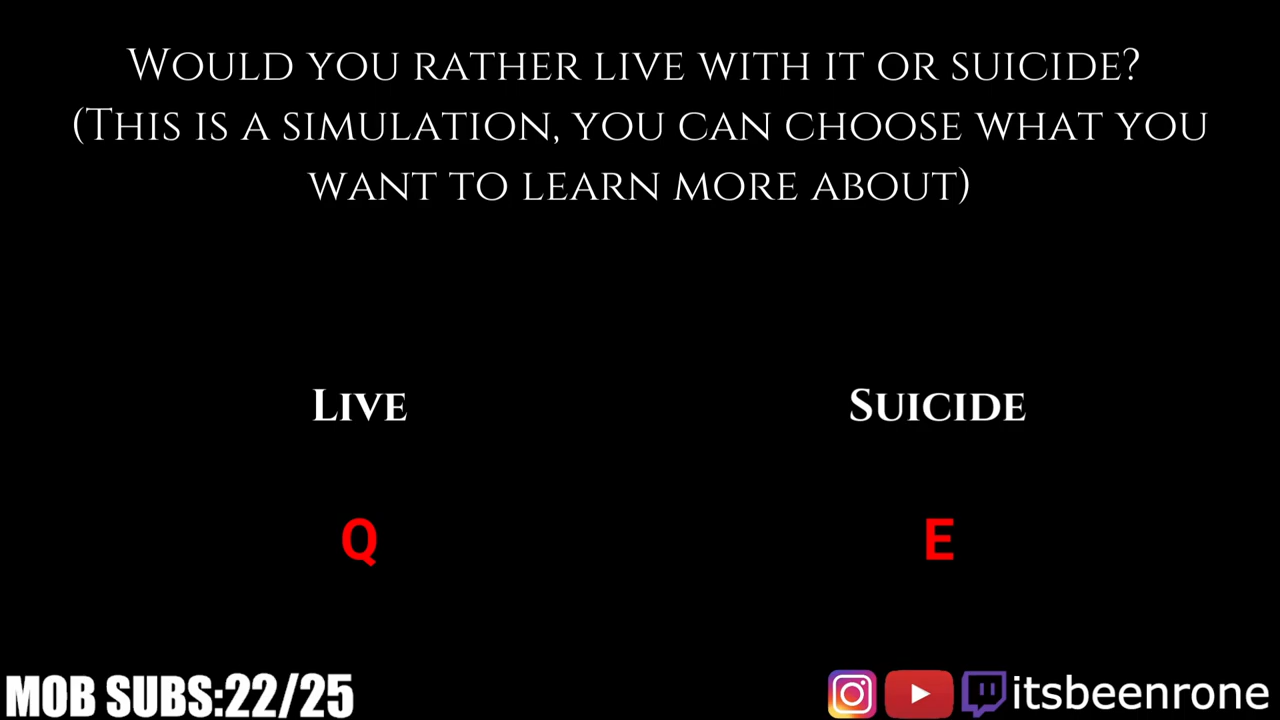 Would you rather live with it or suicide?
(This is a simulation, you can choose what you
want to learn more about)
Live
Suicide
Q
E
MOB SUBS:22/25
itsbeenrone